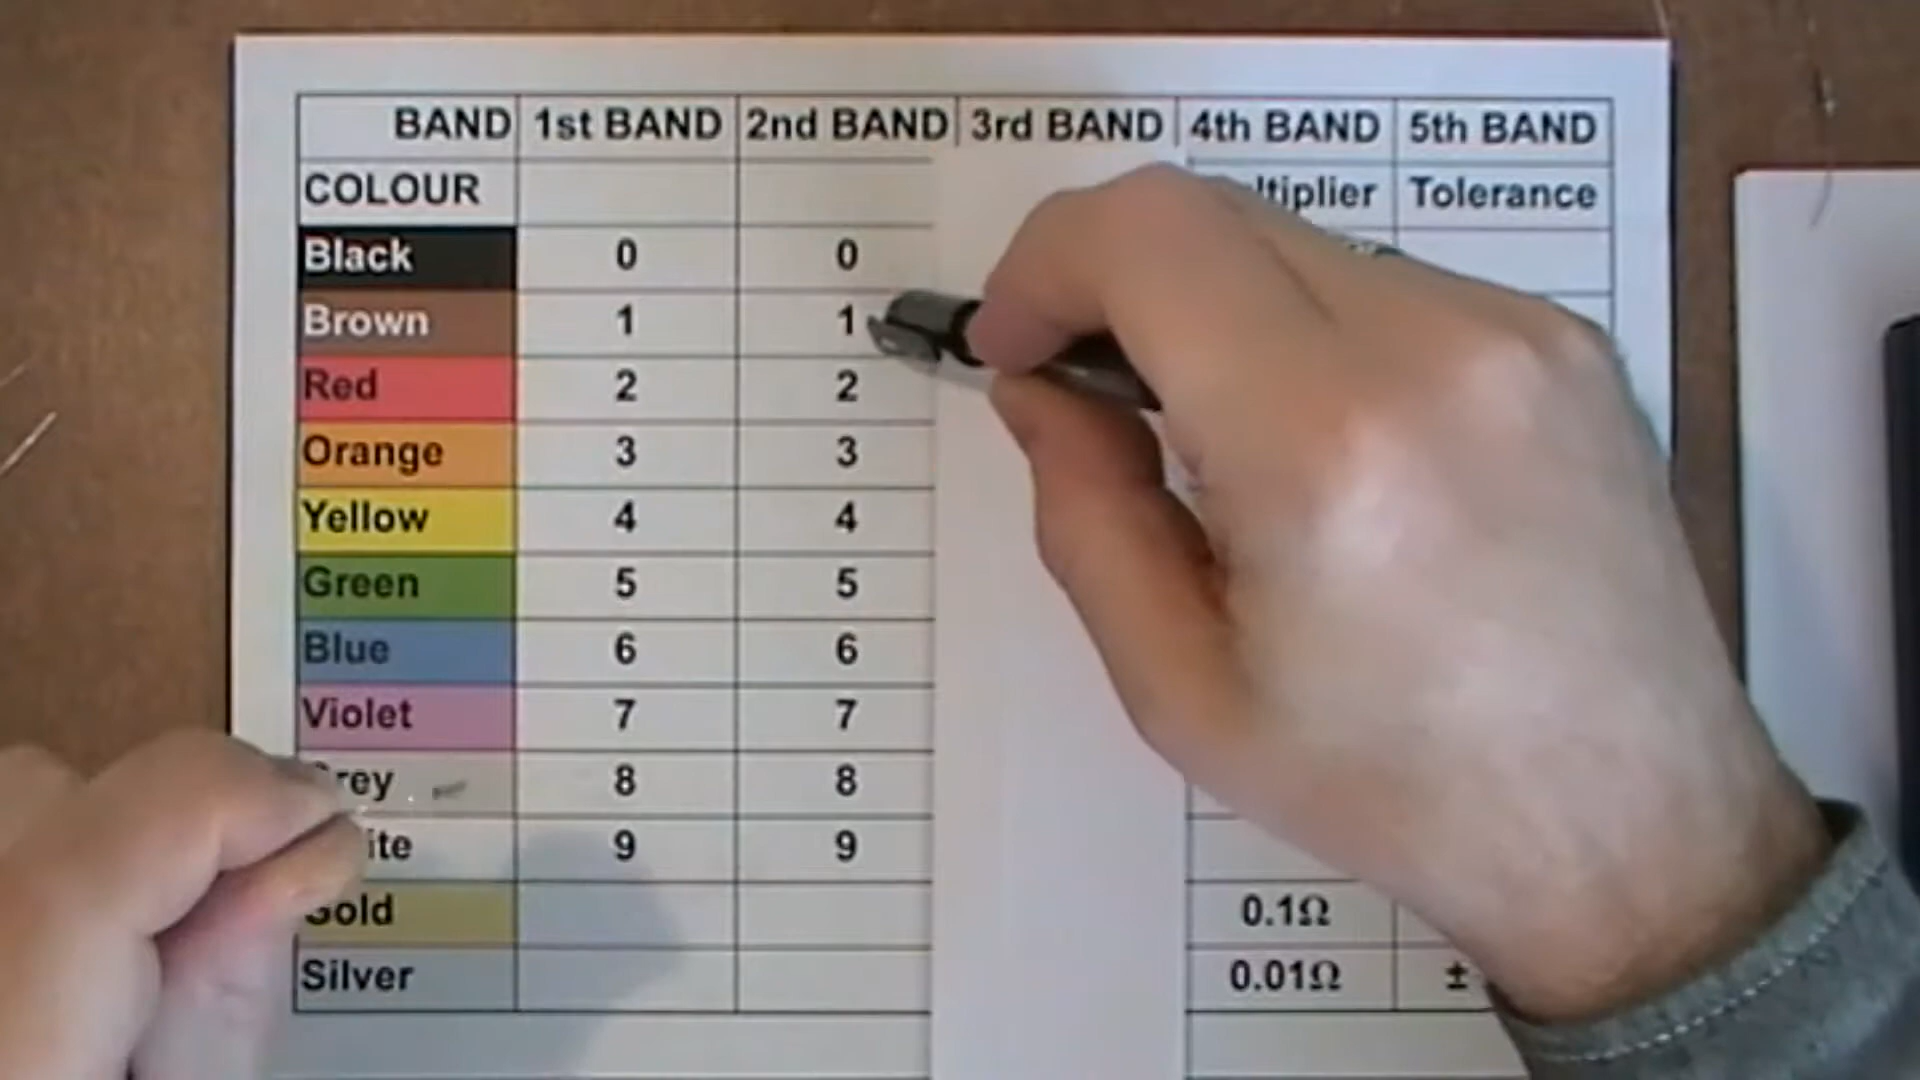 BAND 1st BAND 2nd BAND 3rd BAND 4th BAND 5th BAND
COLOUR Tolerance
Black 0 0
Brown 1 1
Red 2 2
Orange 3 3
Yellow 4 4
Green 5 5
Blue 6 6
Violet 7 7
8 8
9 9
0.1Ω
Silver 0.01Ω ±